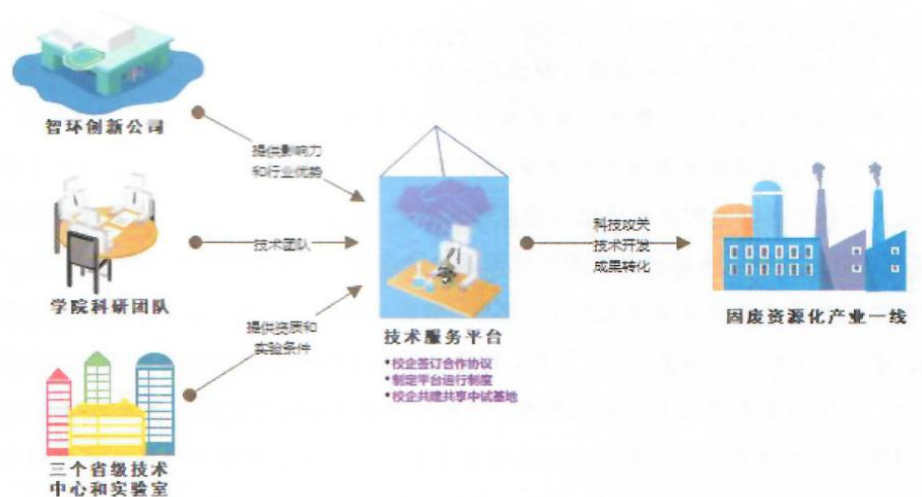 智环创新公司
提供影响力
和行业优势
学院科研团队
技术团队
三个省级技术
中心和实验室
提供资质和
实验条件
技术服务平台
•校企签订合作协议
•制定平台运行制度
•校企共建共享中试基地
科技攻关
技术开发
成果转化
固废资源化产业一线